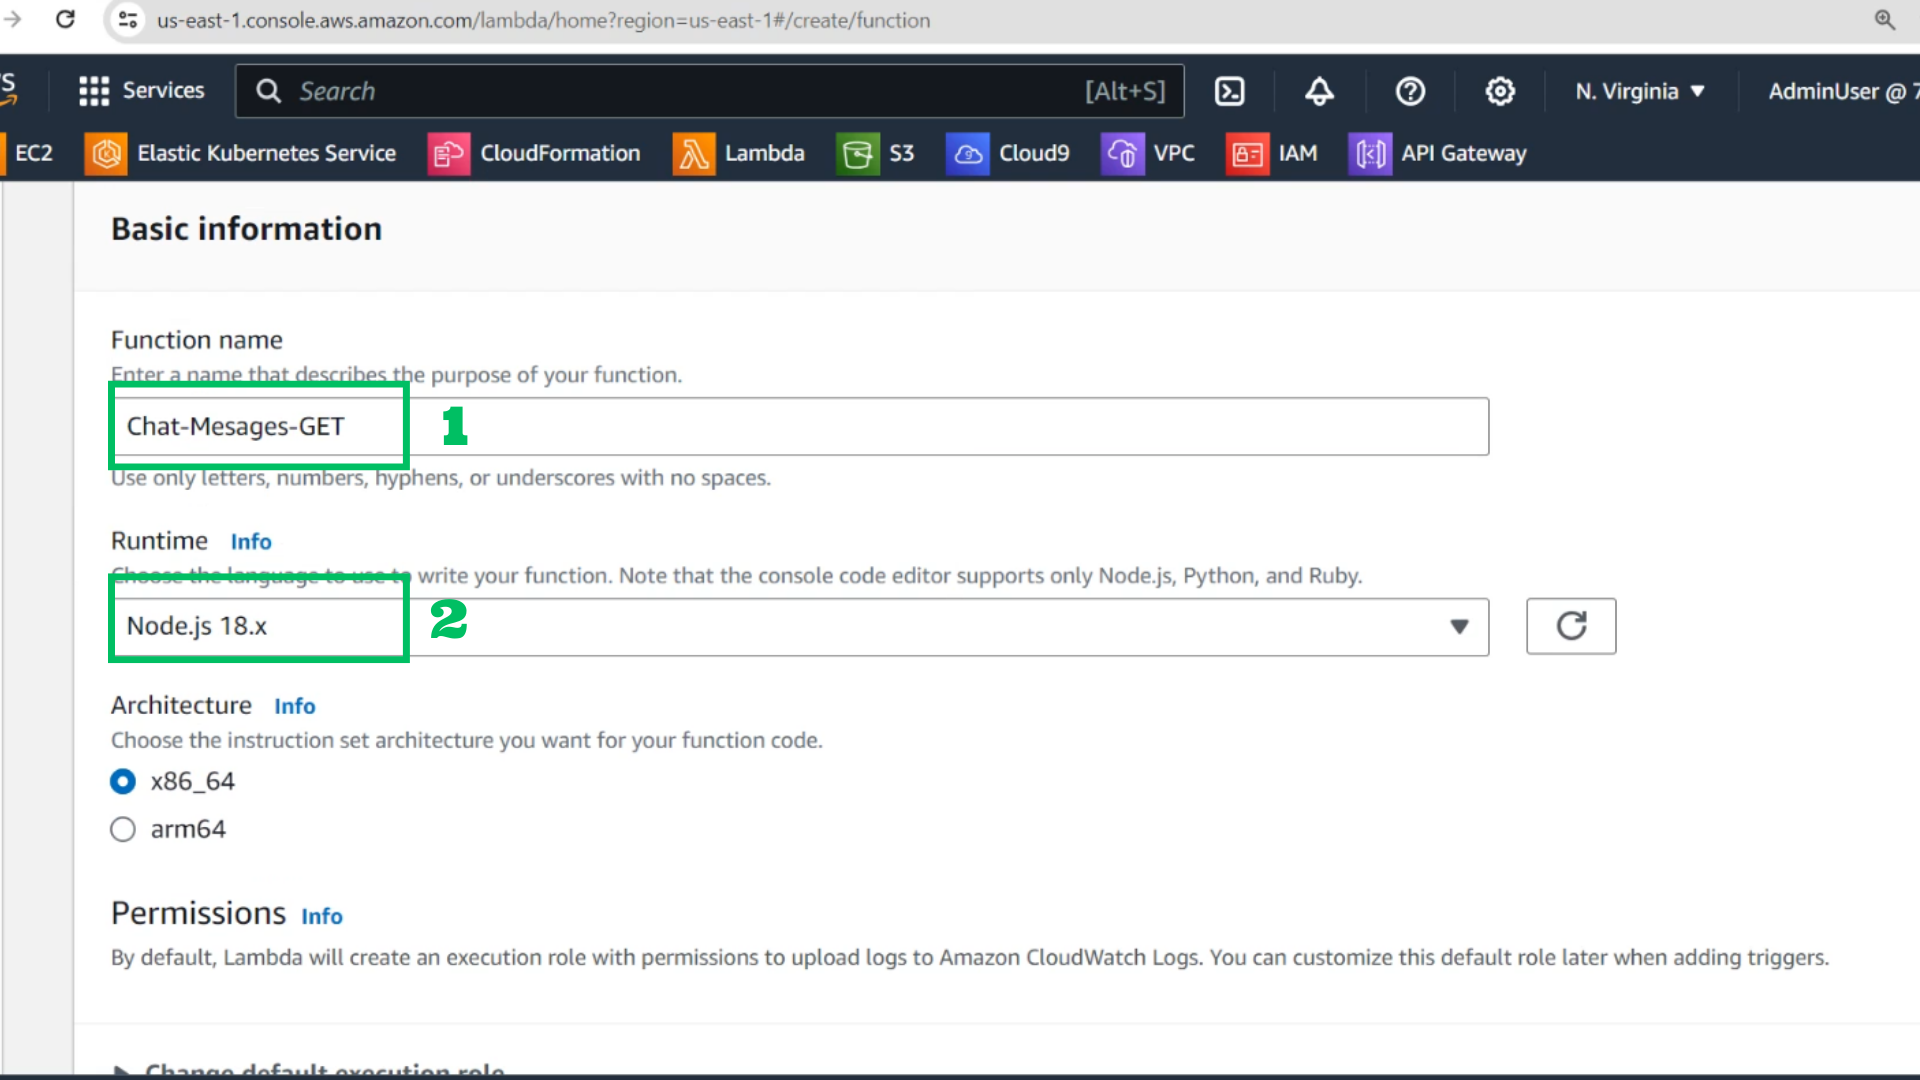 us-east-1.console.aws.amazon.com/lambda/home?region=us-east-1#/create/function
Services
Search
[Alt+S]
N. Virginia
AdminUser @ 7
EC2
Elastic Kubernetes Service
CloudFormation
Lambda
S3
Cloud9
VPC
IAM
API Gateway
Basic information
Function name
Enter a name that describes the purpose of your function.
Chat-Mesages-GET
1
Use only letters, numbers, hyphens, or underscores with no spaces.
Runtime Info
Choose the language to use to write your function. Note that the console code editor supports only Node.js, Python, and Ruby.
Node.js 18.x
2
Architecture Info
Choose the instruction set architecture you want for your function code.
x86_64
arm64
Permissions Info
By default, Lambda will create an execution role with permissions to upload logs to Amazon CloudWatch Logs. You can customize this default role later when adding triggers.
Change default execution role